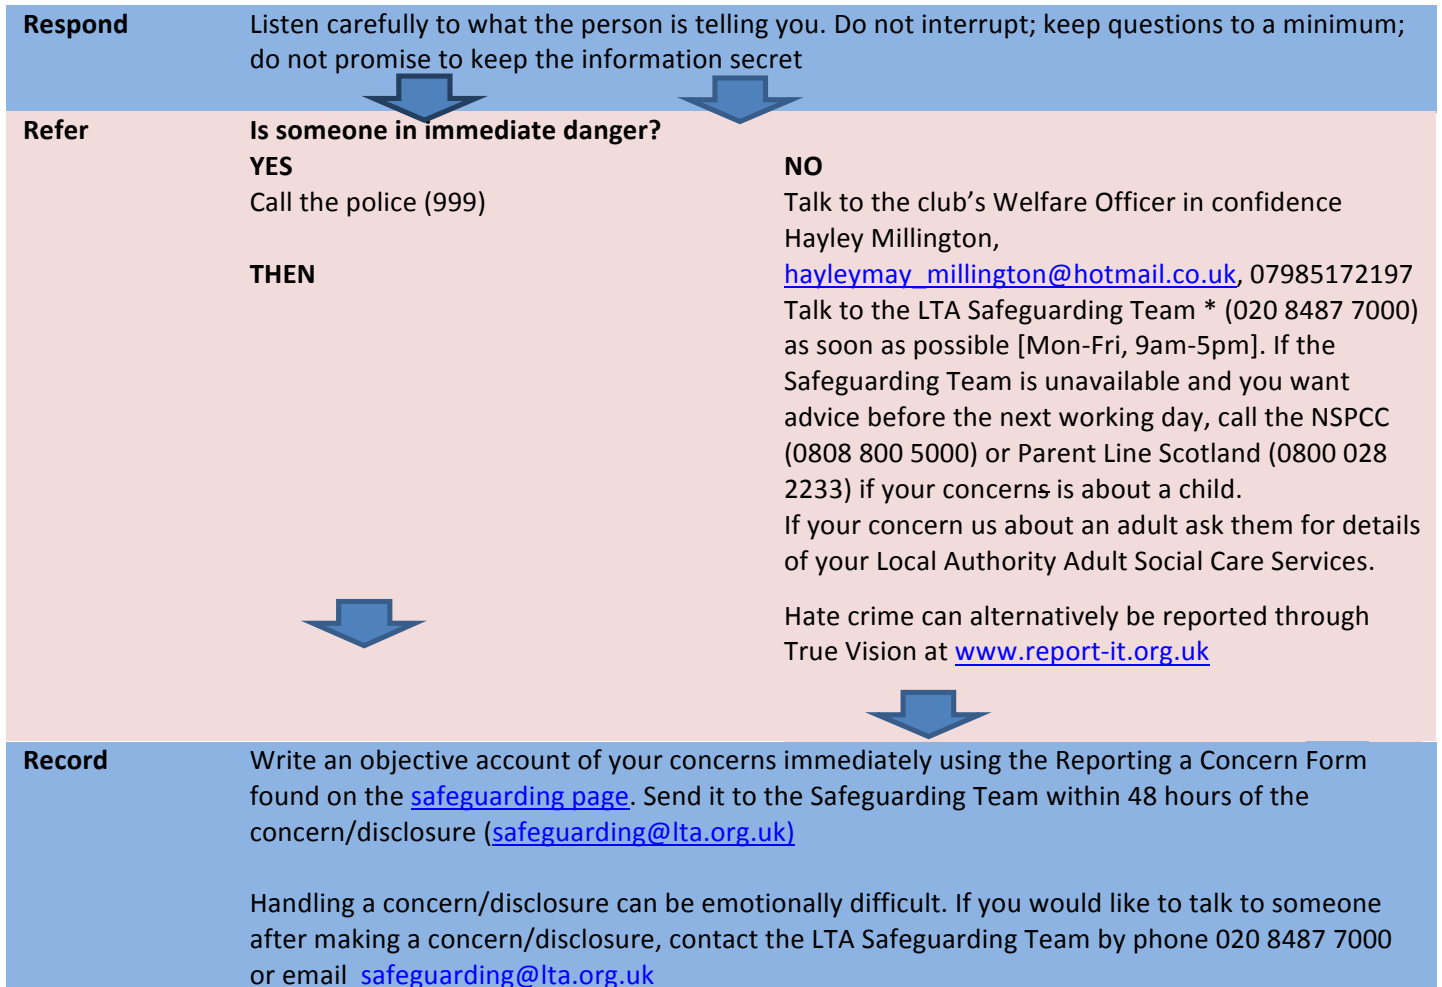 Respond
Listen carefully to what the person is telling you. Do not interrupt; keep questions to a minimum;
do not promise to keep the information secret
Refer
Is someone in immediate danger?
YES
Call the police (999)
THEN
NO
Talk to the club’s Welfare Officer in confidence
Hayley Millington,
hayleymay_millington@hotmail.co.uk, 07985172197
Talk to the LTA Safeguarding Team * (020 8487 7000)
as soon as possible [Mon-Fri, 9am-5pm]. If the
Safeguarding Team is unavailable and you want
advice before the next working day, call the NSPCC
(0808 800 5000) or Parent Line Scotland (0800 028
2233) if your concerns is about a child.
If your concern us about an adult ask them for details
of your Local Authority Adult Social Care Services.
Hate crime can alternatively be reported through
True Vision at www.report-it.org.uk
Record
Write an objective account of your concerns immediately using the Reporting a Concern Form
found on the safeguarding page. Send it to the Safeguarding Team within 48 hours of the
concern/disclosure (safeguarding@lta.org.uk)
Handling a concern/disclosure can be emotionally difficult. If you would like to talk to someone
after making a concern/disclosure, contact the LTA Safeguarding Team by phone 020 8487 7000
or email safeguarding@lta.org.uk